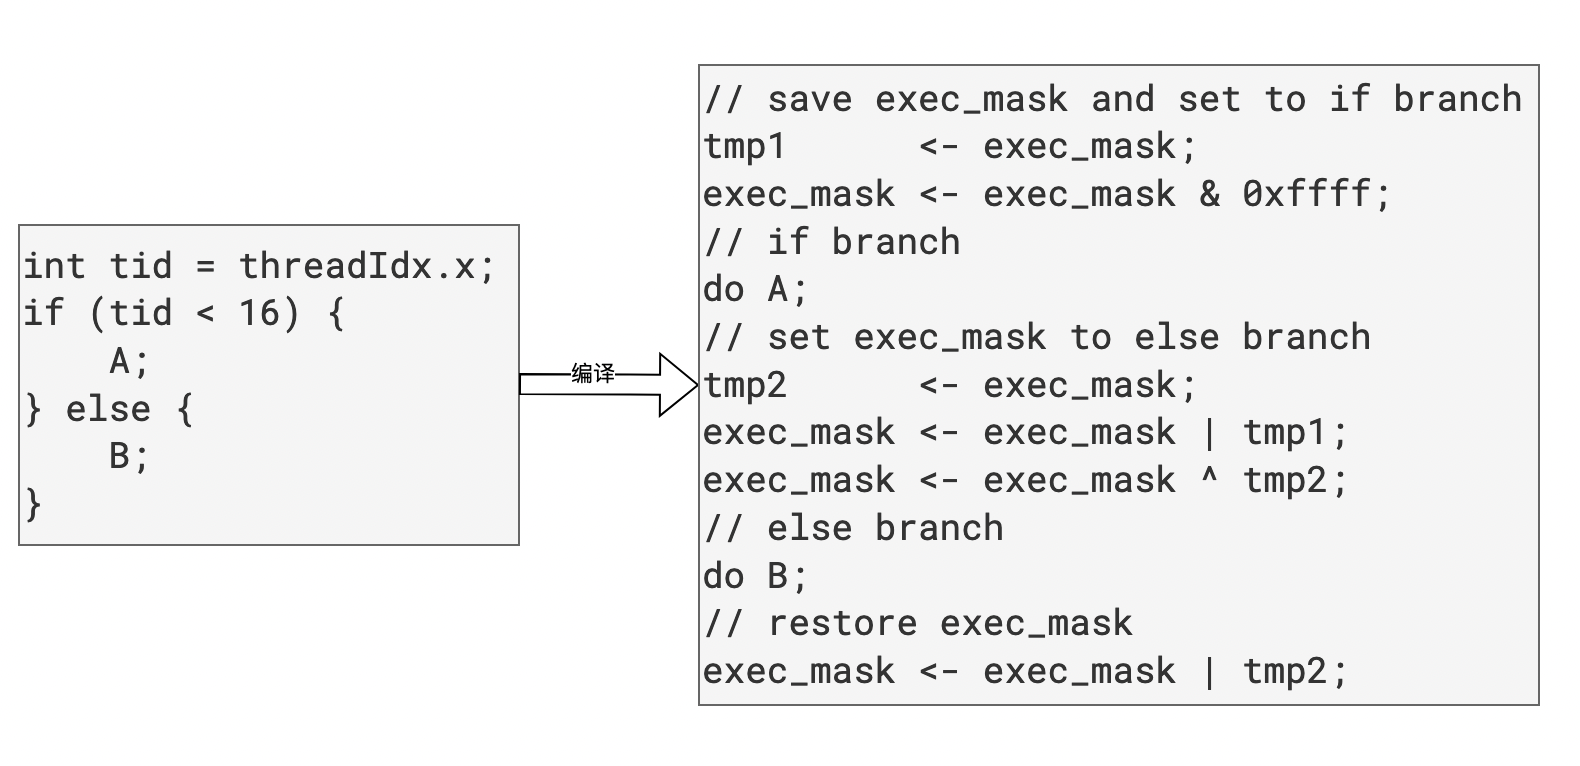 int tid = threadIdx.x;
if (tid < 16) {
    A;
} else {
    B;
}
编译
// save exec_mask and set to if branch
tmp1      <- exec_mask;
exec_mask <- exec_mask & 0xffff;
// if branch
do A;
// set exec_mask to else branch
tmp2      <- exec_mask;
exec_mask <- exec_mask | tmp1;
exec_mask <- exec_mask ^ tmp2;
// else branch
do B;
// restore exec_mask
exec_mask <- exec_mask | tmp2;